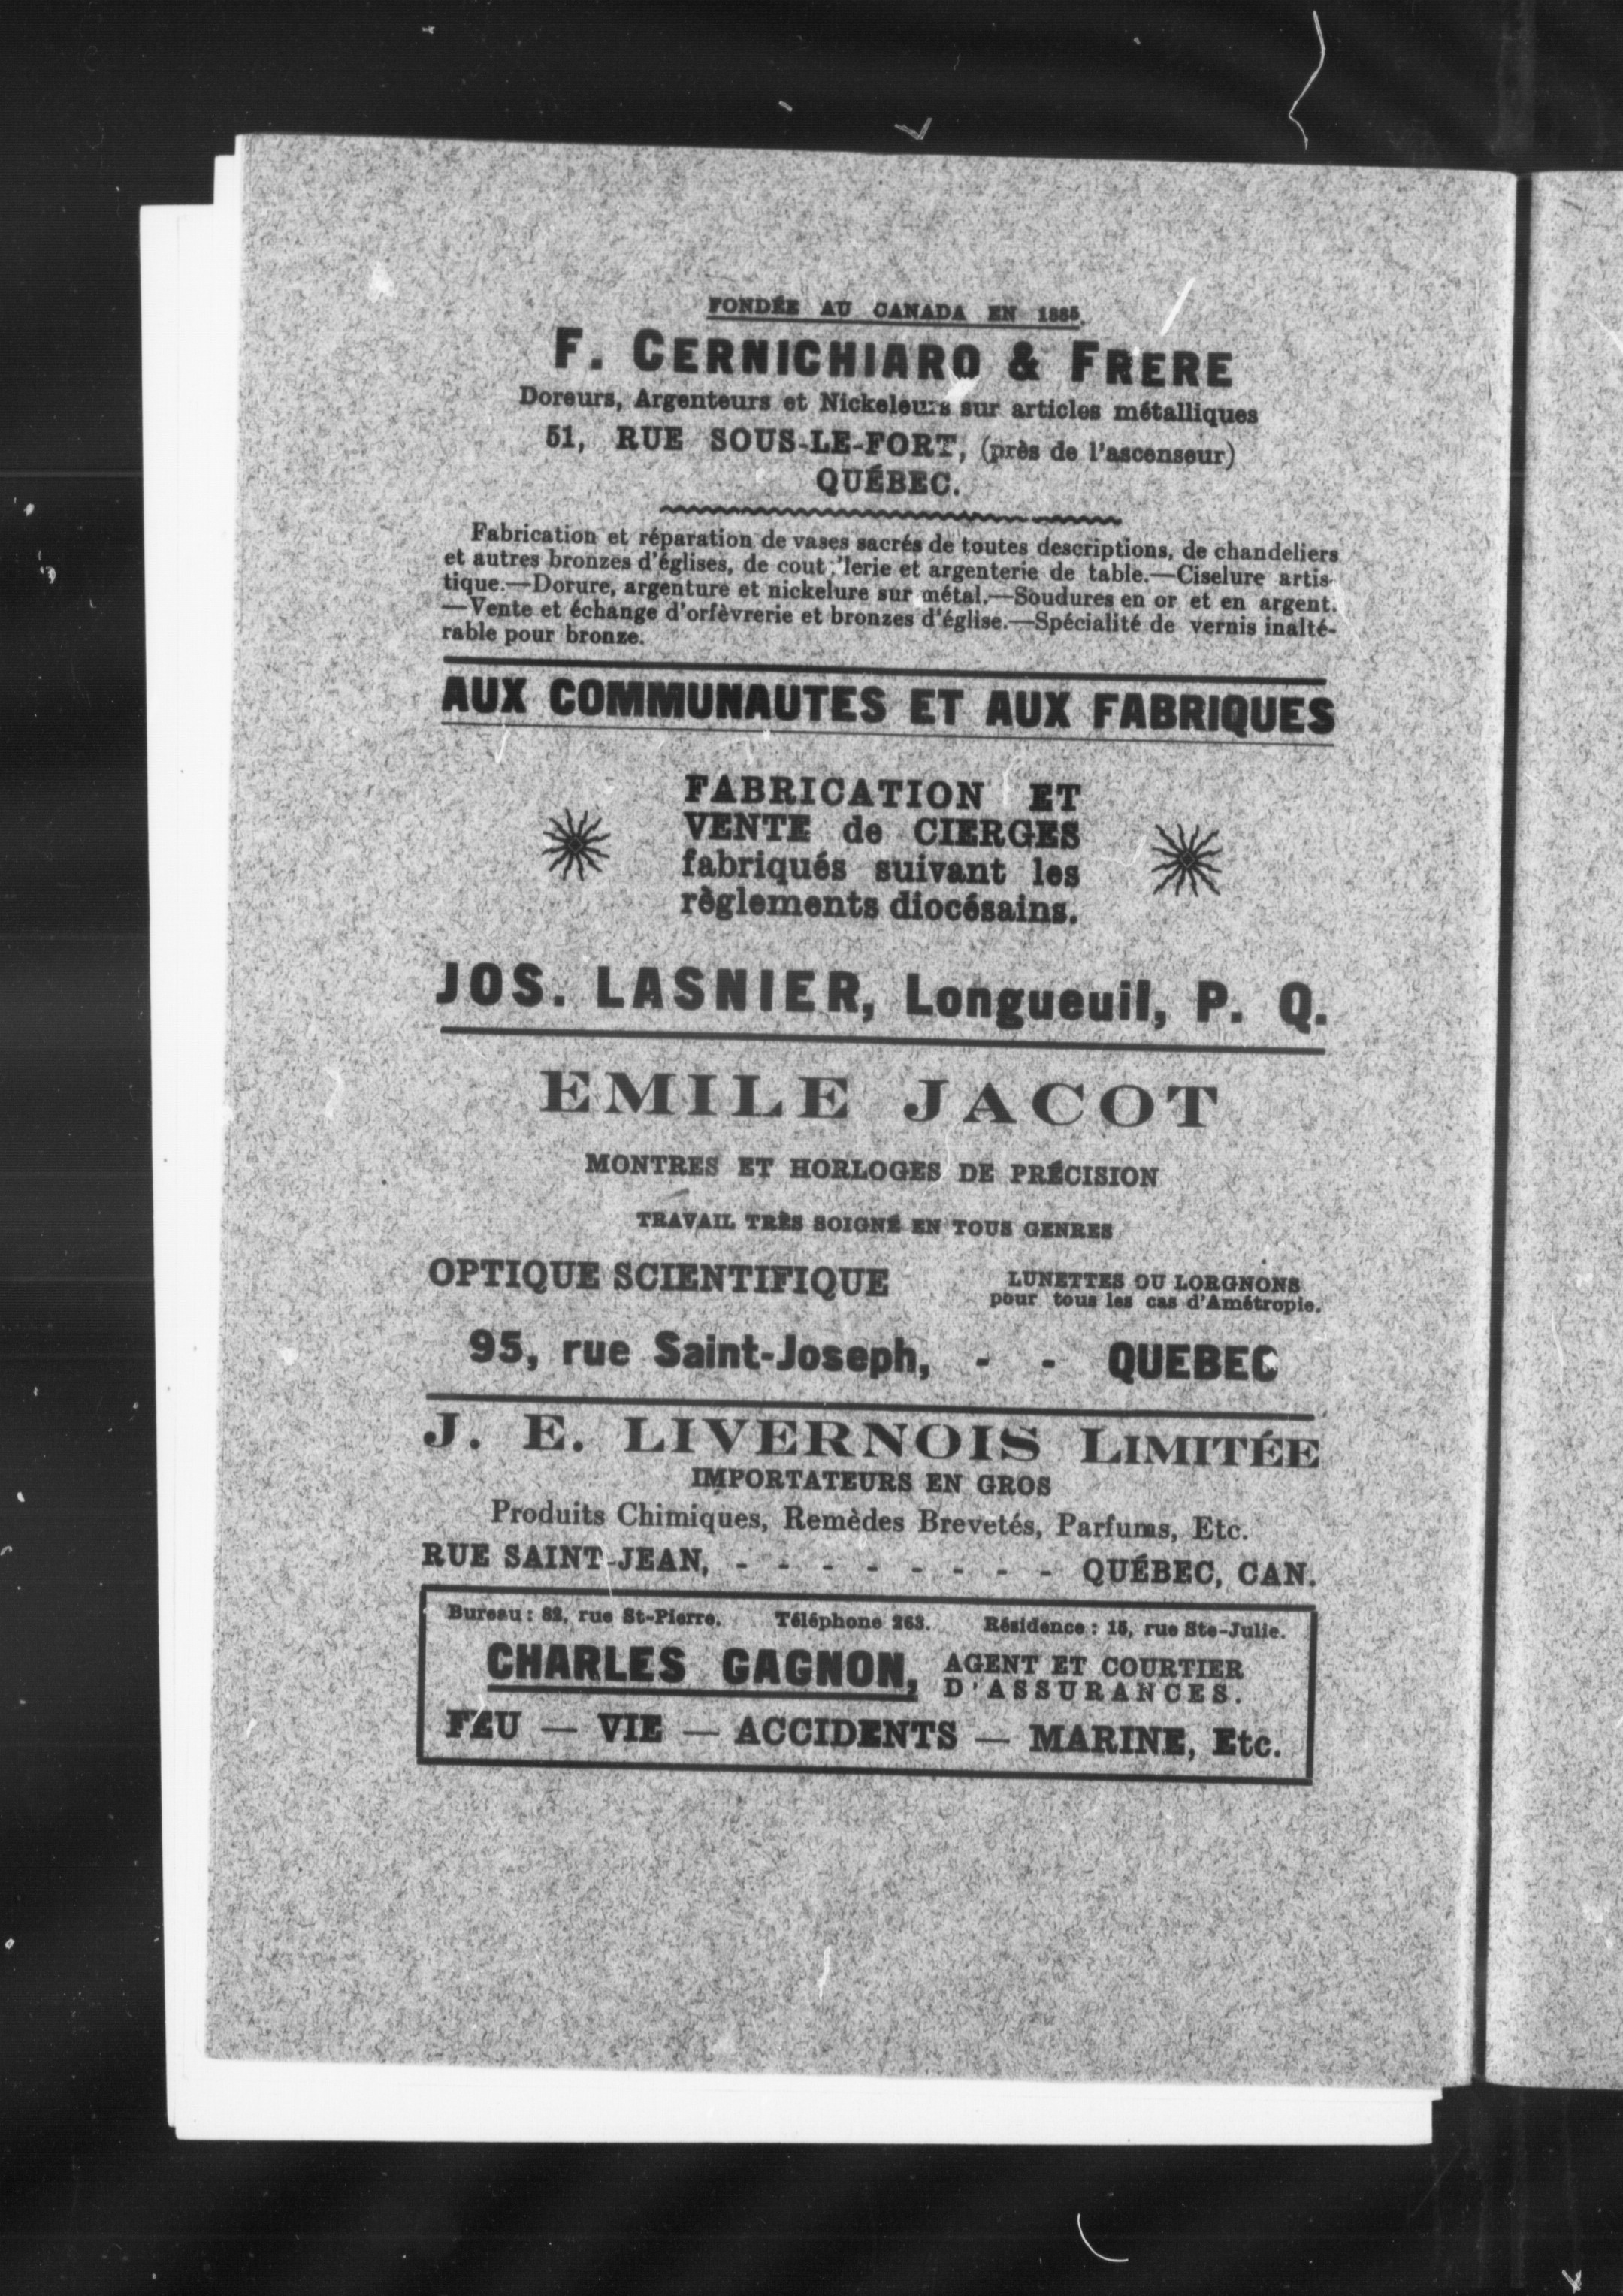 FONDÉE AU CANADA EN 1885.
F. CERNICHIARO & FRERE
Doreurs, Argenteurs et Nickeleurs sur articles métalliques
51, RUE SOUS-LE-FORT, (près de l'ascenseur)
QUÉBEC.
Fabrication et réparation de vases sacrés de toutes descriptions, de chandeliers
et autres bronzes d'églises, de cout 'lerie et argenterie de table.—Ciselure artis-
tique.—Dorure, argenture et nickelure sur métal.—Soudures en or et en argent.
—Vente et échange d'orfèvrerie et bronzes d'église.—Spécialité de vernis inalté-
rable pour bronze.
AUX COMMUNAUTES ET AUX FABRIQUES
FABRICATION ET
VENTE de CIERGES
fabriqués suivant les
règlements diocésains.
JOS. LASNIER, Longueuil, P. Q.
EMILE JACOT
MONTRES ET HORLOGES DE PRÉCISION
TRAVAIL TRÈS SOIGNÉ EN TOUS GENRES
OPTIQUE SCIENTIFIQUE
LUNETTES OU LORGNONS
pour tous les cas d'Amétropie.
95, rue Saint-Joseph, - - QUEBEC
J. E. LIVERNOIS LIMITÉE
IMPORTATEURS EN GROS
Produits Chimiques, Remèdes Brevetés, Parfums, Etc.
RUE SAINT-JEAN, - - - - - - - - QUÉBEC, CAN.
Bureau : 82, rue St-Pierre. Téléphone 263. Résidence : 15, rue Ste-Julie.
CHARLES GAGNON, AGENT ET COURTIER
D'ASSURANCES.
FEU — VIE — ACCIDENTS — MARINE, Etc.